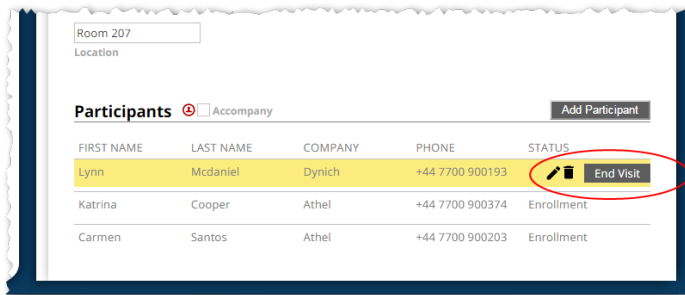 Room 207
Location
Participants Accompany Add Participant
FIRST NAME LAST NAME COMPANY PHONE STATUS
Lynn Mcdaniel Dynich +44 7700 900193 End Visit
Katrina Cooper Athel +44 7700 900374 Enrollment
Carmen Santos Athel +44 7700 900203 Enrollment